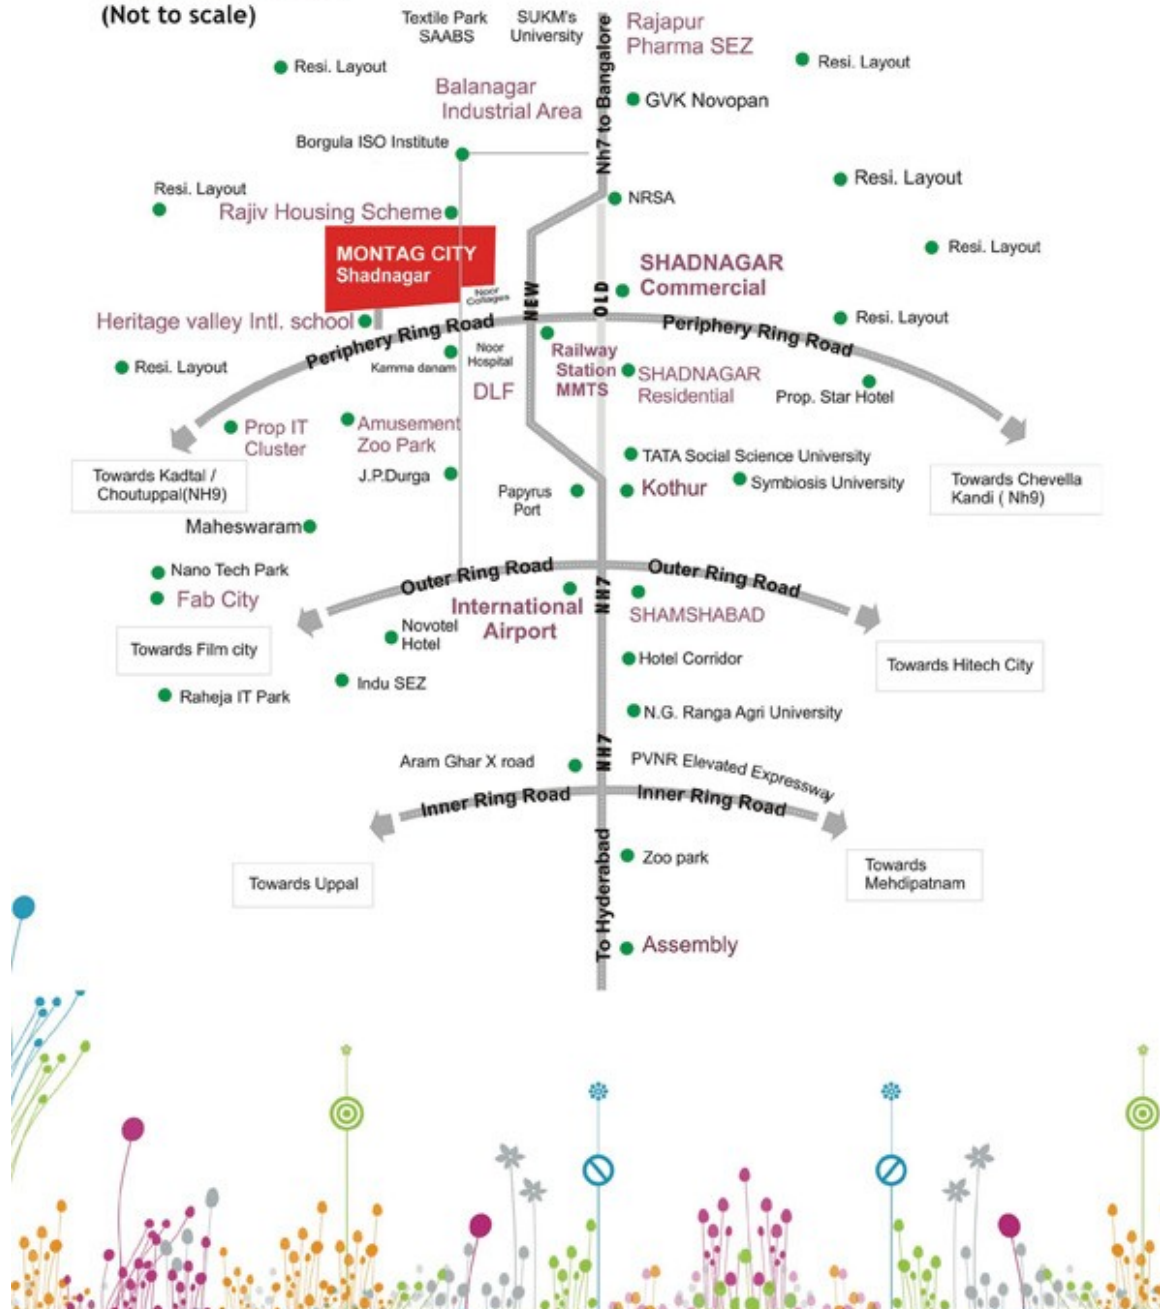 (Not to scale)
Textile Park
SAABS
SUKM's
University
Nh7 to Bangalore
Rajapur
Pharma SEZ
Resi. Layout
Resi. Layout
Balanagar
Industrial Area
GVK Novopan
Borgula ISO Institute
Resi. Layout
Resi. Layout
Rajiv Housing Scheme
NRSA
MONTAG CITY
Shadnagar
Resi. Layout
SHADNAGAR
Commercial
Noor
Collages
NEW
OLD
Heritage valley Intl. school
Periphery Ring Road
Periphery Ring Road
Resi. Layout
Resi. Layout
Kamma danam
Noor
Hospital
Railway
Station
MMTS
DLF
SHADNAGAR
Residential
Prop. Star Hotel
Prop IT
Cluster
Amusement
Zoo Park
Towards Kadtal /
Choutuppal(NH9)
J.P.Durga
TATA Social Science University
Papyrus
Port
Kothur
Symbiosis University
Towards Chevella
Kandi ( Nh9)
Maheswaram
Nano Tech Park
Fab City
Outer Ring Road
Outer Ring Road
NH7
International
Airport
SHAMSHABAD
Towards Film city
Novotel
Hotel
Hotel Corridor
Towards Hitech City
Raheja IT Park
Indu SEZ
N.G. Ranga Agri University
NH7
Aram Ghar X road
PVNR Elevated Expressway
Inner Ring Road
Inner Ring Road
Towards Uppal
To Hyderabad
Zoo park
Towards
Mehdipatnam
Assembly